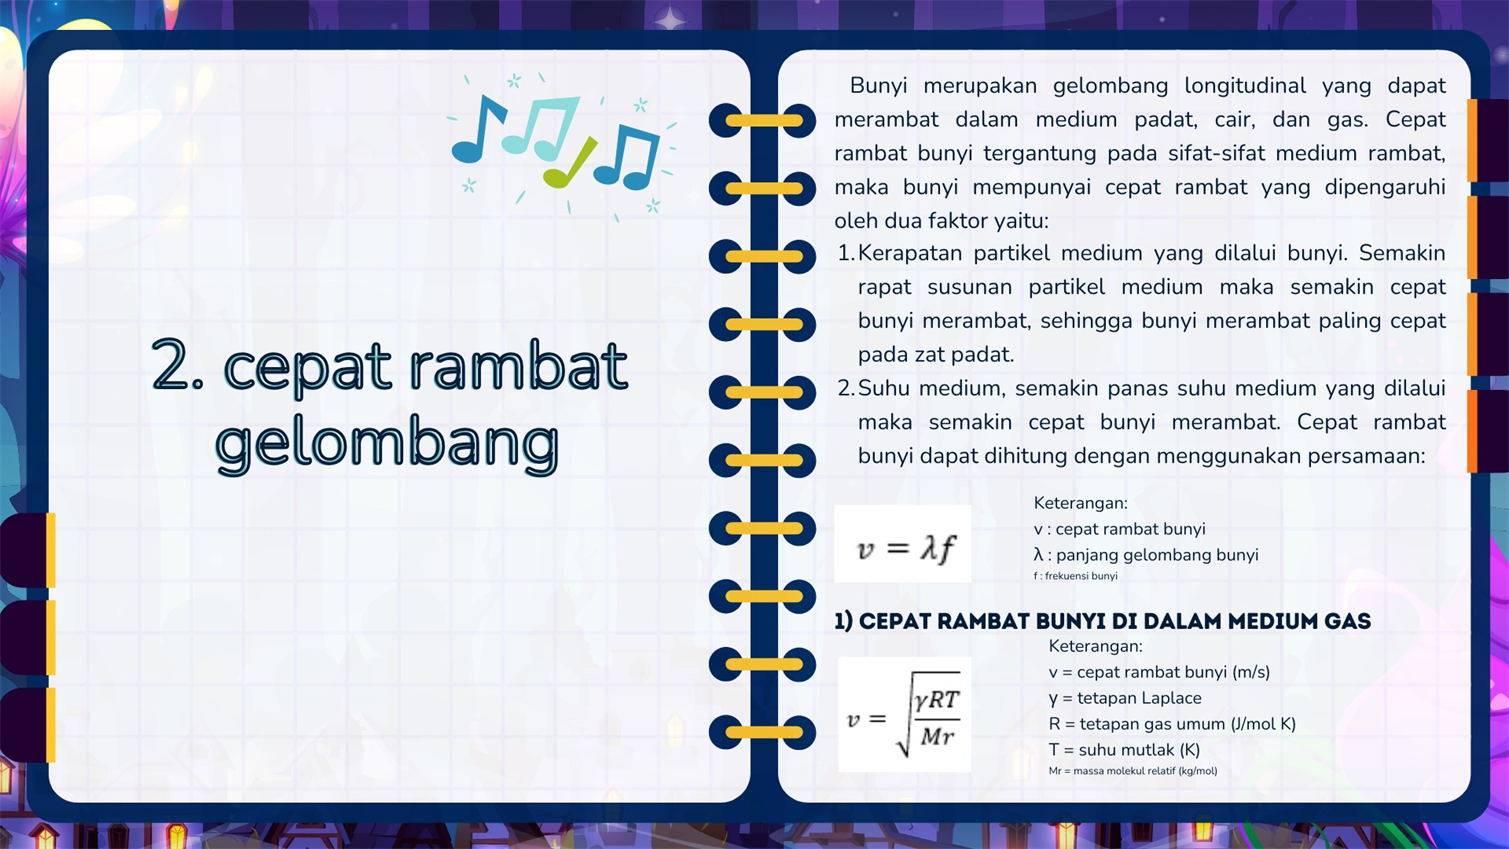 2. cepat rambat
gelombang
Bunyi merupakan gelombang longitudinal yang dapat
merambat dalam medium padat, cair, dan gas. Cepat
rambat bunyi tergantung pada sifat-sifat medium rambat,
maka bunyi mempunyai cepat rambat yang dipengaruhi
oleh dua faktor yaitu:
1. Kerapatan partikel medium yang dilalui bunyi. Semakin
rapat susunan partikel medium maka semakin cepat
bunyi merambat, sehingga bunyi merambat paling cepat
pada zat padat.
2. Suhu medium, semakin panas suhu medium yang dilalui
maka semakin cepat bunyi merambat. Cepat rambat
bunyi dapat dihitung dengan menggunakan persamaan:
v = λf
Keterangan:
v : cepat rambat bunyi
λ : panjang gelombang bunyi
f : frekuensi bunyi
1) CEPAT RAMBAT BUNYI DI DALAM MEDIUM GAS
v = √(γRT/Mr)
Keterangan:
v = cepat rambat bunyi (m/s)
γ = tetapan Laplace
R = tetapan gas umum (J/mol K)
T = suhu mutlak (K)
Mr = massa molekul relatif (kg/mol)